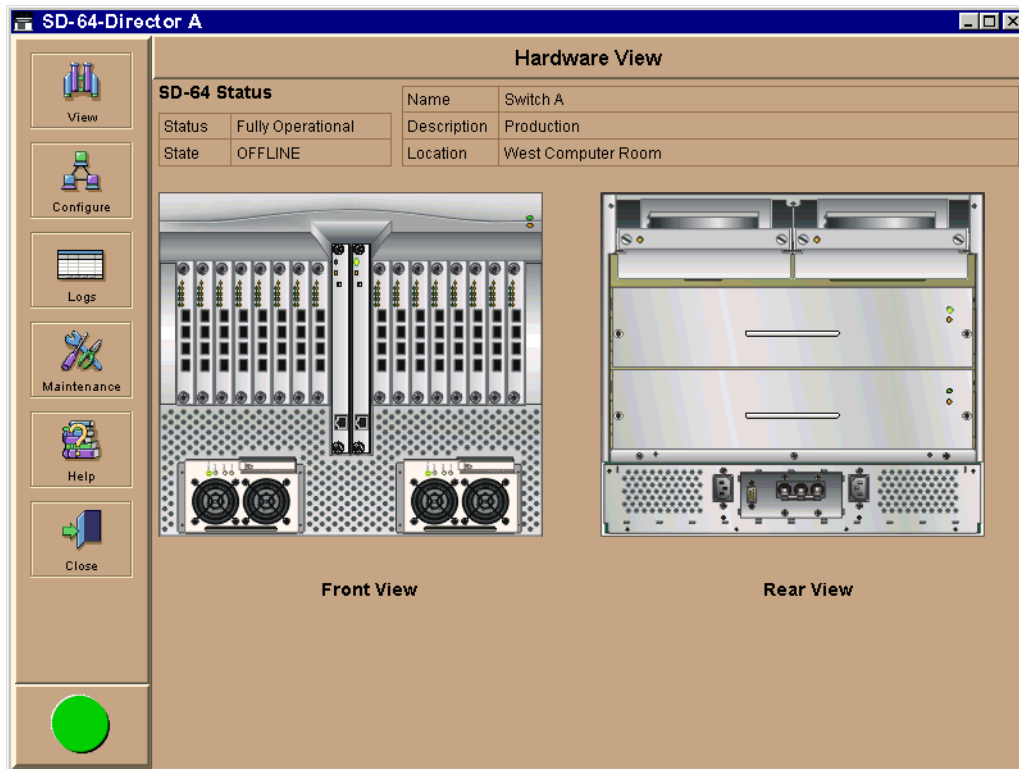 SD-64-Director A
View
Configure
Logs
Maintenance
Help
Close
Hardware View
SD-64 Status
Status Fully Operational
State OFFLINE
Name Switch A
Description Production
Location West Computer Room
Front View
Rear View